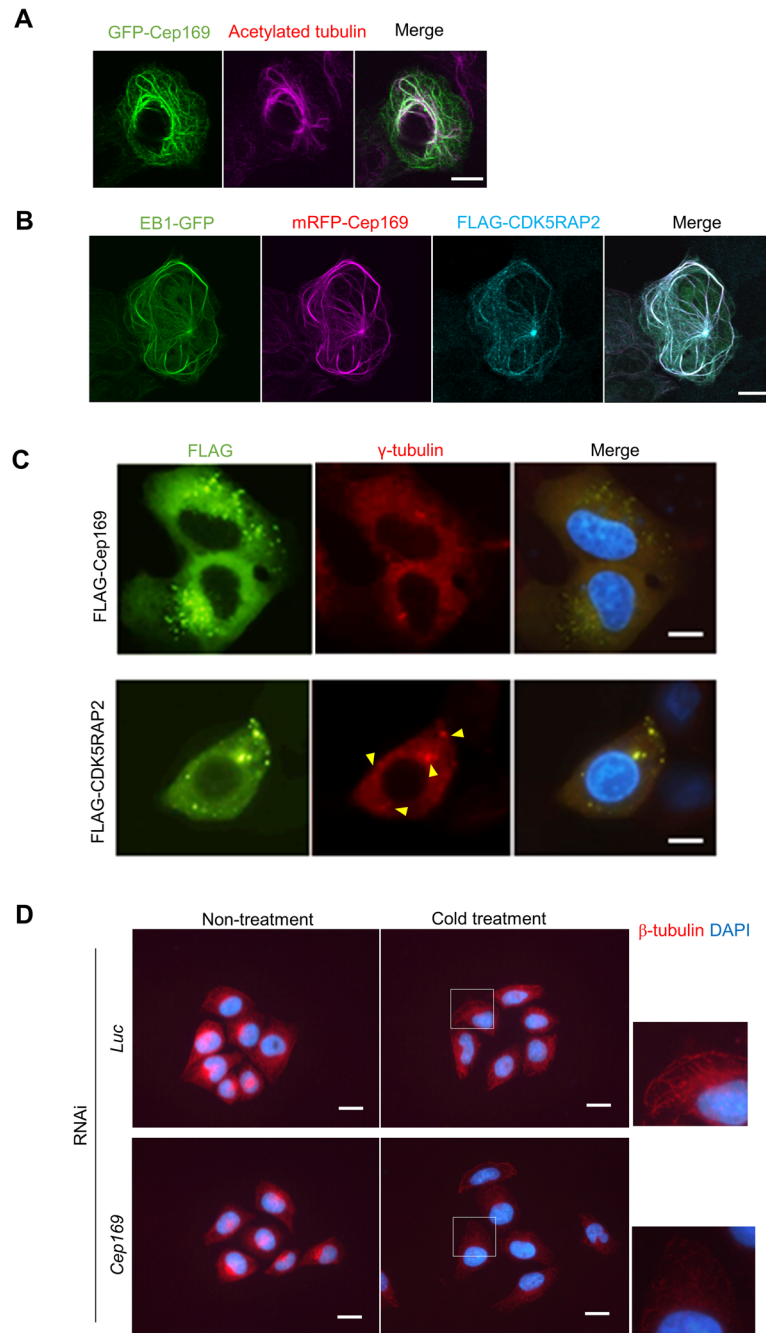 A
GFP-Cep169 Acetylated tubulin Merge
B
EB1-GFP mRFP-Cep169 FLAG-CDK5RAP2 Merge
C
FLAG γ-tubulin Merge
FLAG-Cep169
FLAG-CDK5RAP2
D
Non-treatment Cold treatment
β-tubulin DAPI
RNAi
Luc
Cep169